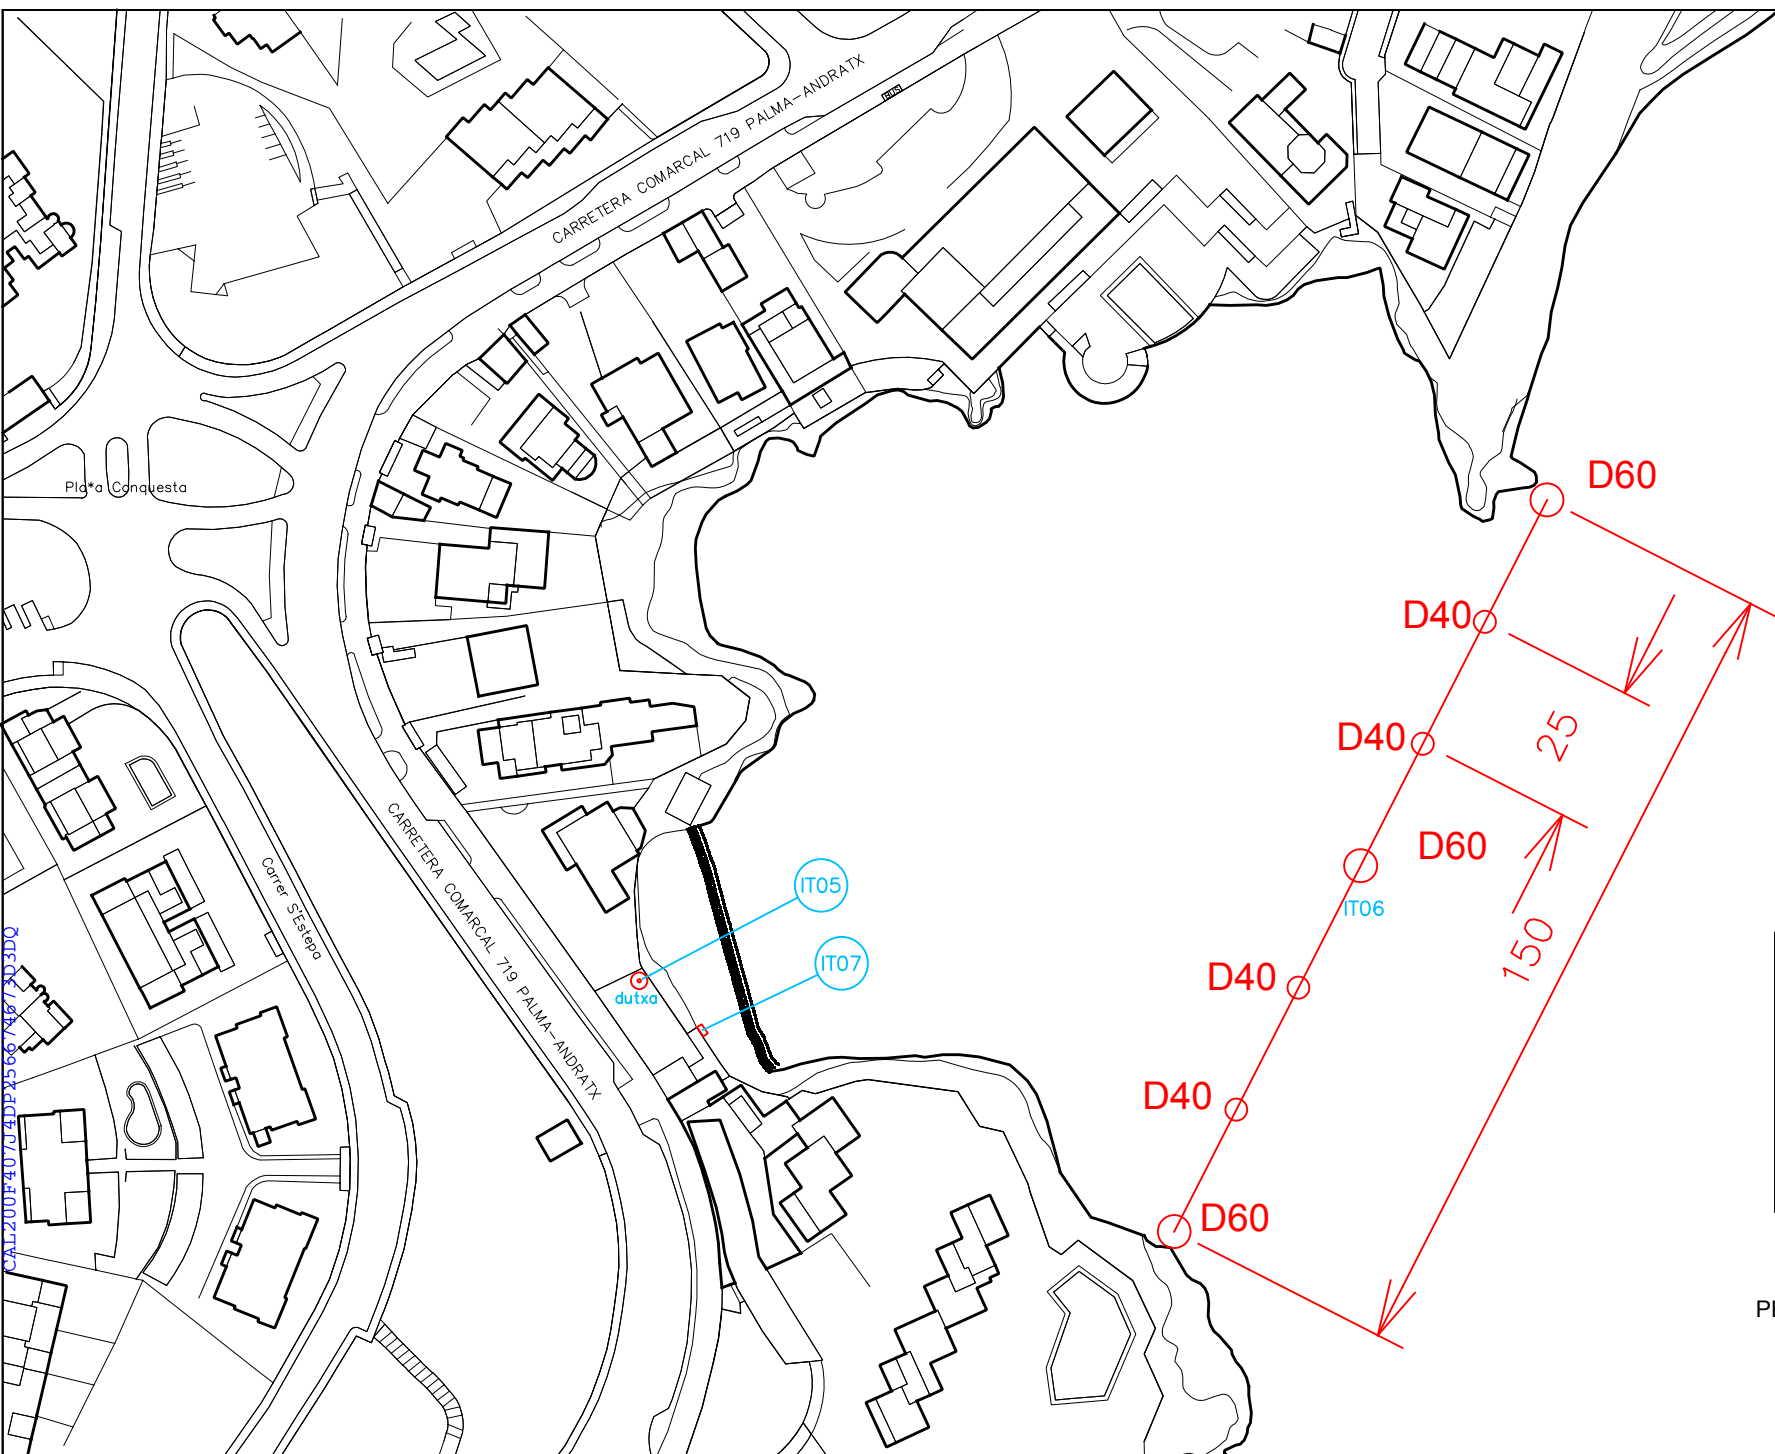 BUS
CARRETERA COMARCAL 719 PALMA-ANDRATX
Pla*a Conquesta
D60
D40
25
D40
D60
IT06
150
IT05
IT07
dutxa
CARRETERA COMARCAL 719 PALMA-ANDRATX
Carrer S'Estepa
D40
D40
D60